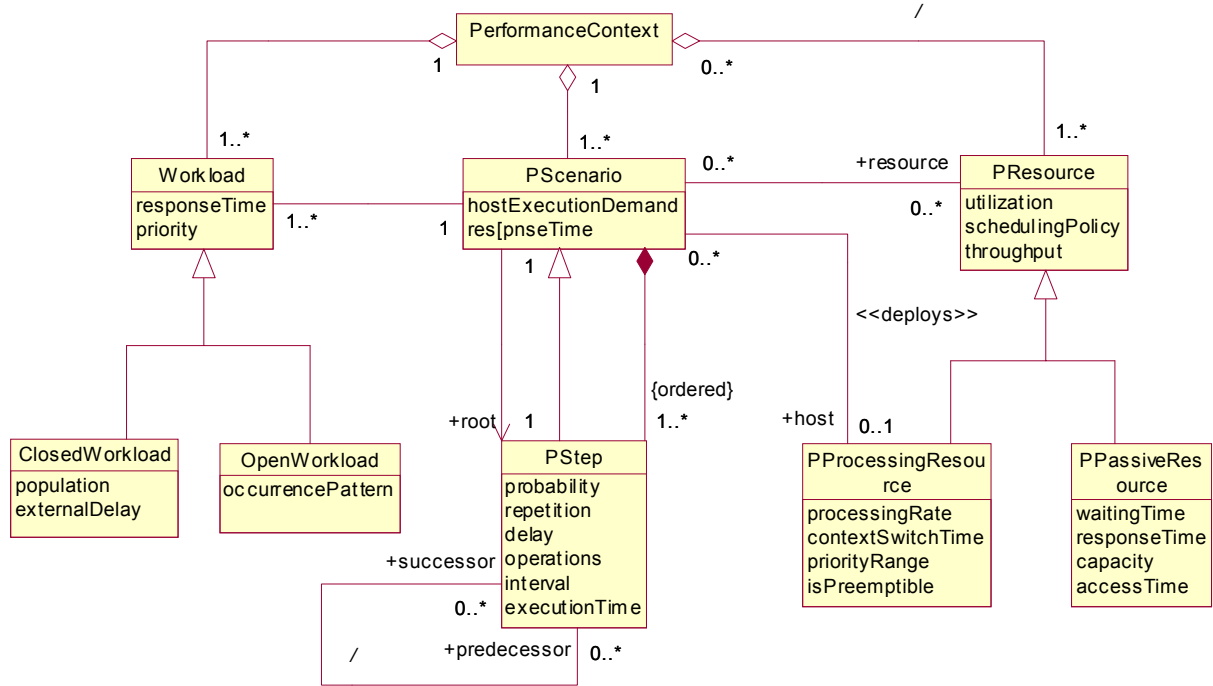 /
PerformanceContext
1
1
0..*
1..*
1..*
1..*
Workload
responseTime
priority
PScenario
hostExecutionDemand
res[pnseTime
PResource
utilization
schedulingPolicy
throughput
1..*
1
0..*
+resource
0..*
1
0..*
<<deploys>>
{ordered}
+root
1
1..*
+host
0..1
ClosedWorkload
population
externalDelay
OpenWorkload
occurrencePattern
PStep
probability
repetition
delay
operations
interval
executionTime
PProcessingResou
rce
processingRate
contextSwitchTime
priorityRange
isPreemptible
PPassiveRes
ource
waitingTime
responseTime
capacity
accessTime
+successor
0..*
/
+predecessor
0..*